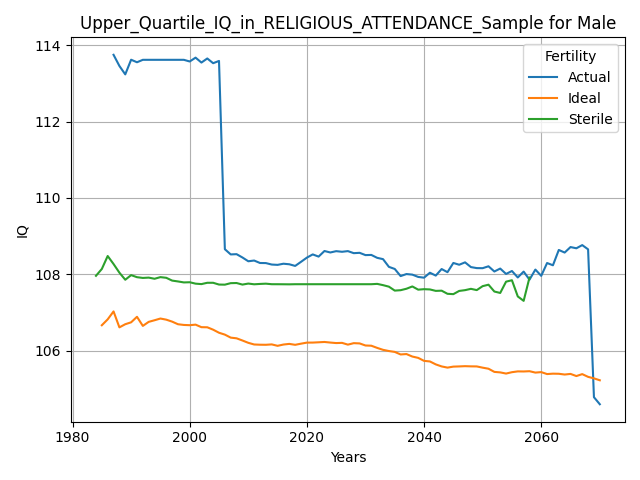 Upper_Quartile_IQ_in_RELIGIOUS_ATTENDANCE_Sample for Male
114
112
110
108
106
IQ
Fertility
Actual
Ideal
Sterile
1980
2000
2020
2040
2060
Years